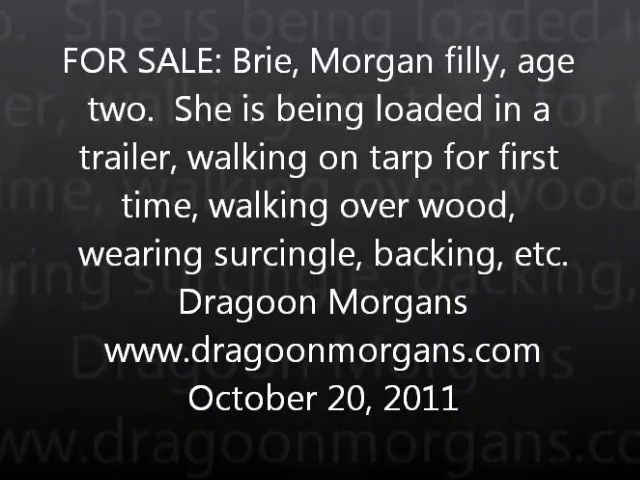 FOR SALE: Brie, Morgan filly, age
two.  She is being loaded in a
trailer, walking on tarp for first
time, walking over wood,
wearing surcingle, backing, etc.
Dragoon Morgans
www.dragoonmorgans.com
October 20, 2011